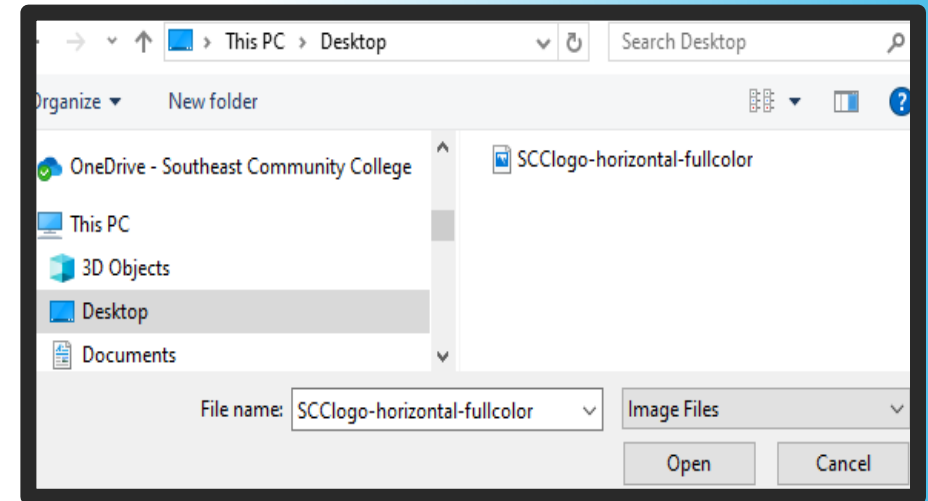 This PC > Desktop
Search Desktop
Organize
New folder
?
OneDrive - Southeast Community College
SCClogo-horizontal-fullcolor
This PC
3D Objects
Desktop
Documents
File name: SCClogo-horizontal-fullcolor
Image Files
Open
Cancel